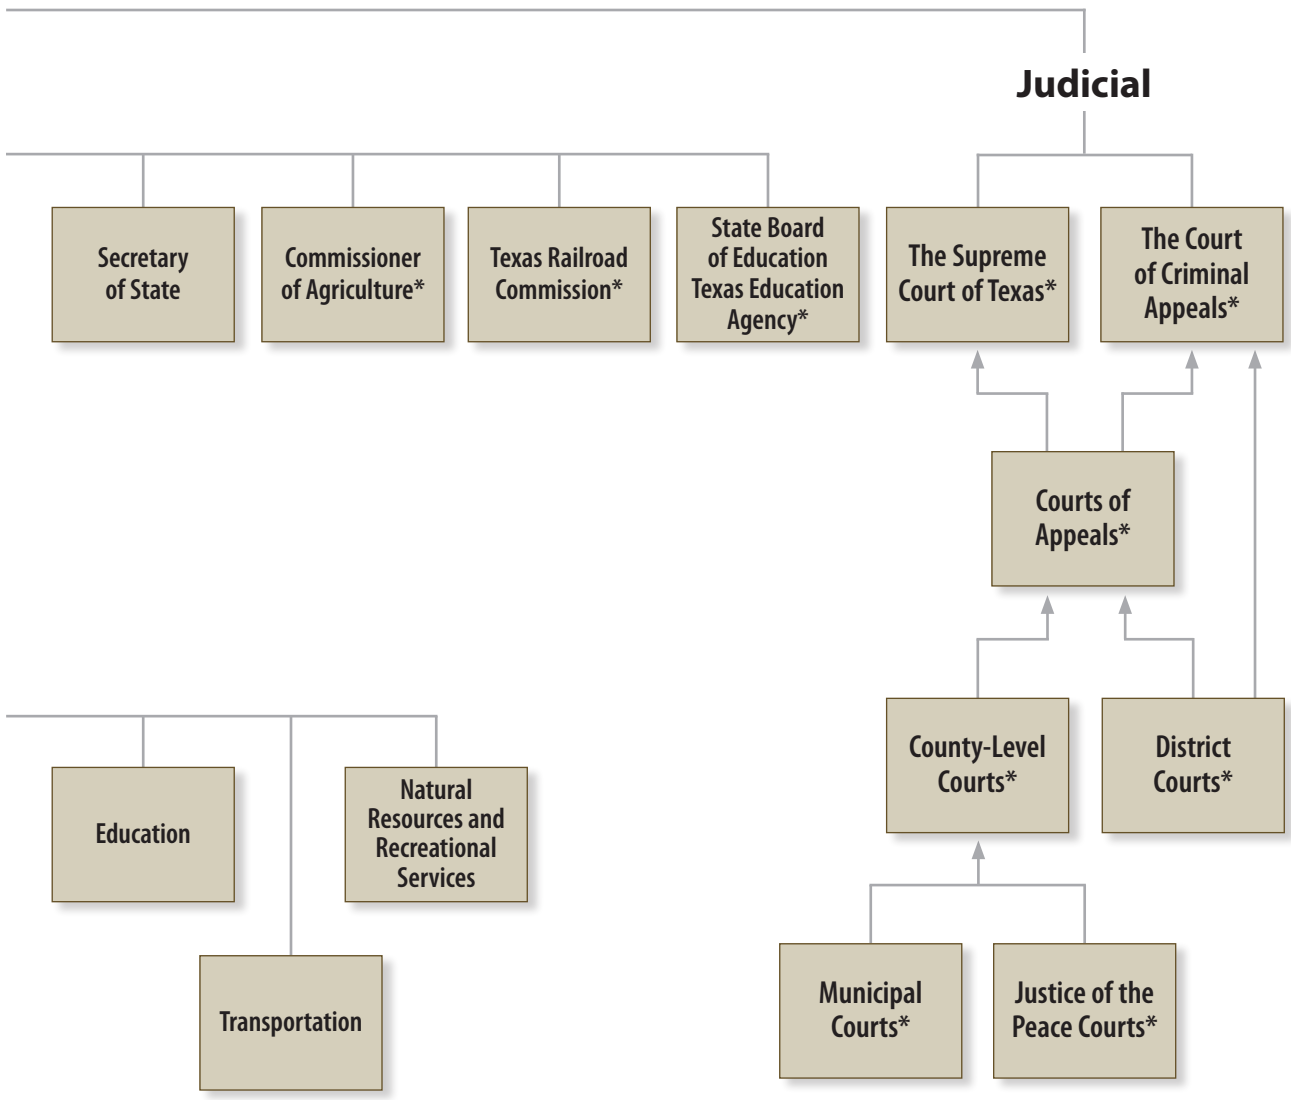 Judicial
Secretary
of State
Commissioner
of Agriculture*
Texas Railroad
Commission*
State Board
of Education
Texas Education
Agency*
The Supreme
Court of Texas*
The Court
of Criminal
Appeals*
Courts of
Appeals*
County-Level
Courts*
District
Courts*
Education
Natural
Resources and
Recreational
Services
Transportation
Municipal
Courts*
Justice of the
Peace Courts*